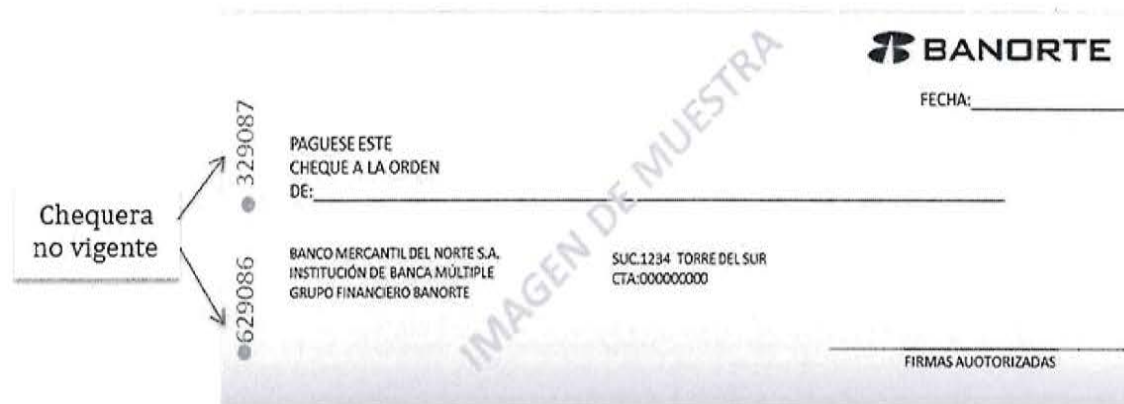 BANORTE
FECHA:
329087
PAGUESE ESTE
CHEQUE A LA ORDEN
DE:
Chequera
no vigente
629086
BANCO MERCANTIL DEL NORTE S.A.
INSTITUCIÓN DE BANCA MÚLTIPLE
GRUPO FINANCIERO BANORTE
SUC.1234 TORRE DEL SUR
CTA:000000000
IMAGEN DE MUESTRA
FIRMAS AUOTORIZADAS